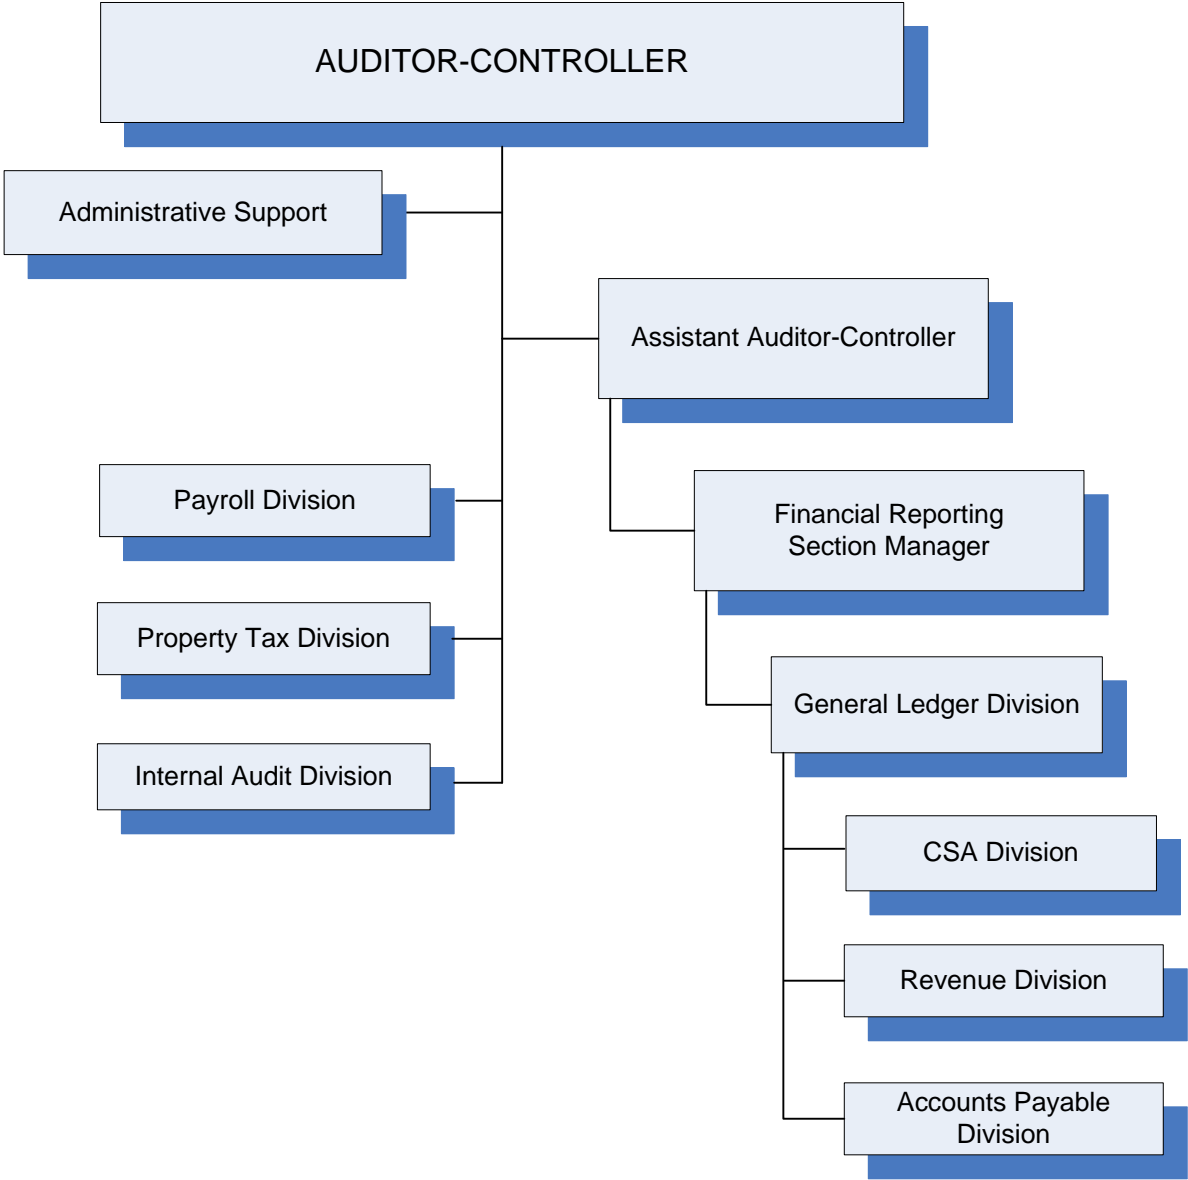 AUDITOR-CONTROLLER
Administrative Support
Assistant Auditor-Controller
Payroll Division
Financial Reporting
Section Manager
Property Tax Division
General Ledger Division
Internal Audit Division
CSA Division
Revenue Division
Accounts Payable
Division